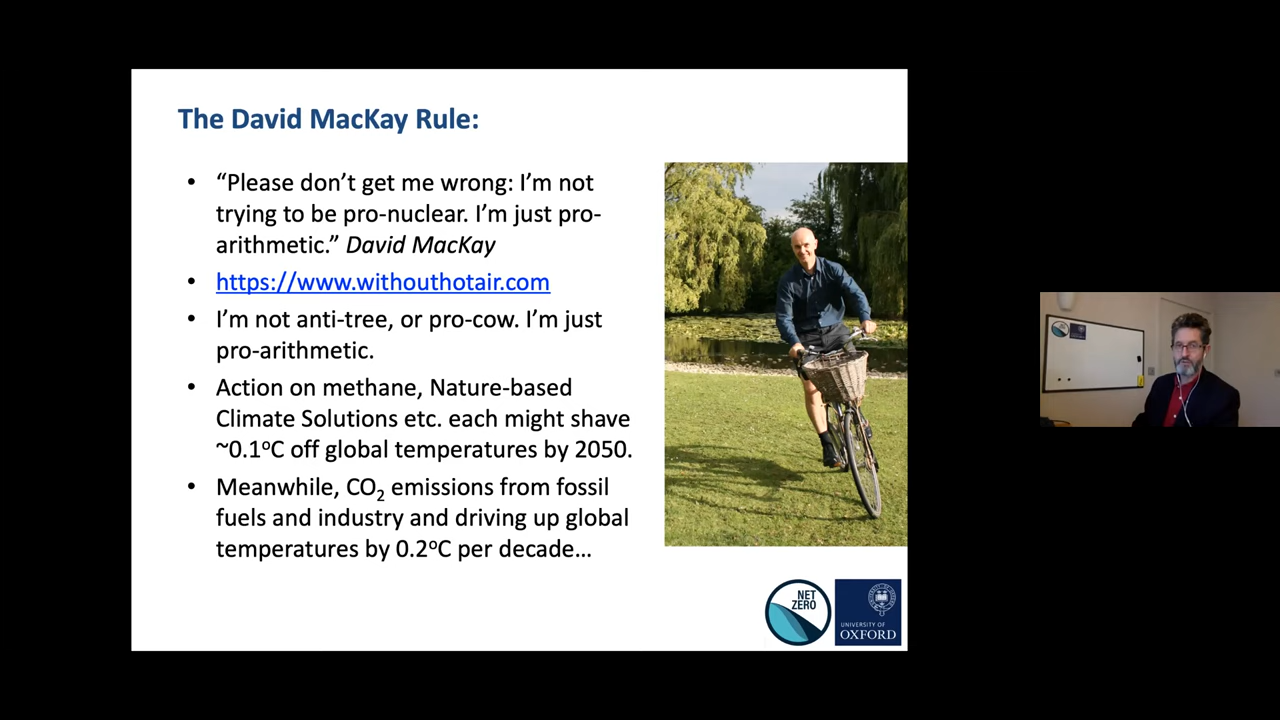 The David MacKay Rule:
• “Please don’t get me wrong: I’m not
trying to be pro-nuclear. I’m just pro-
arithmetic.” David MacKay
• https://www.withouthotair.com
• I’m not anti-tree, or pro-cow. I’m just
pro-arithmetic.
• Action on methane, Nature-based
Climate Solutions etc. each might shave
~0.1ºC off global temperatures by 2050.
• Meanwhile, CO₂ emissions from fossil
fuels and industry and driving up global
temperatures by 0.2ºC per decade…
NET
ZERO
UNIVERSITY OF
OXFORD